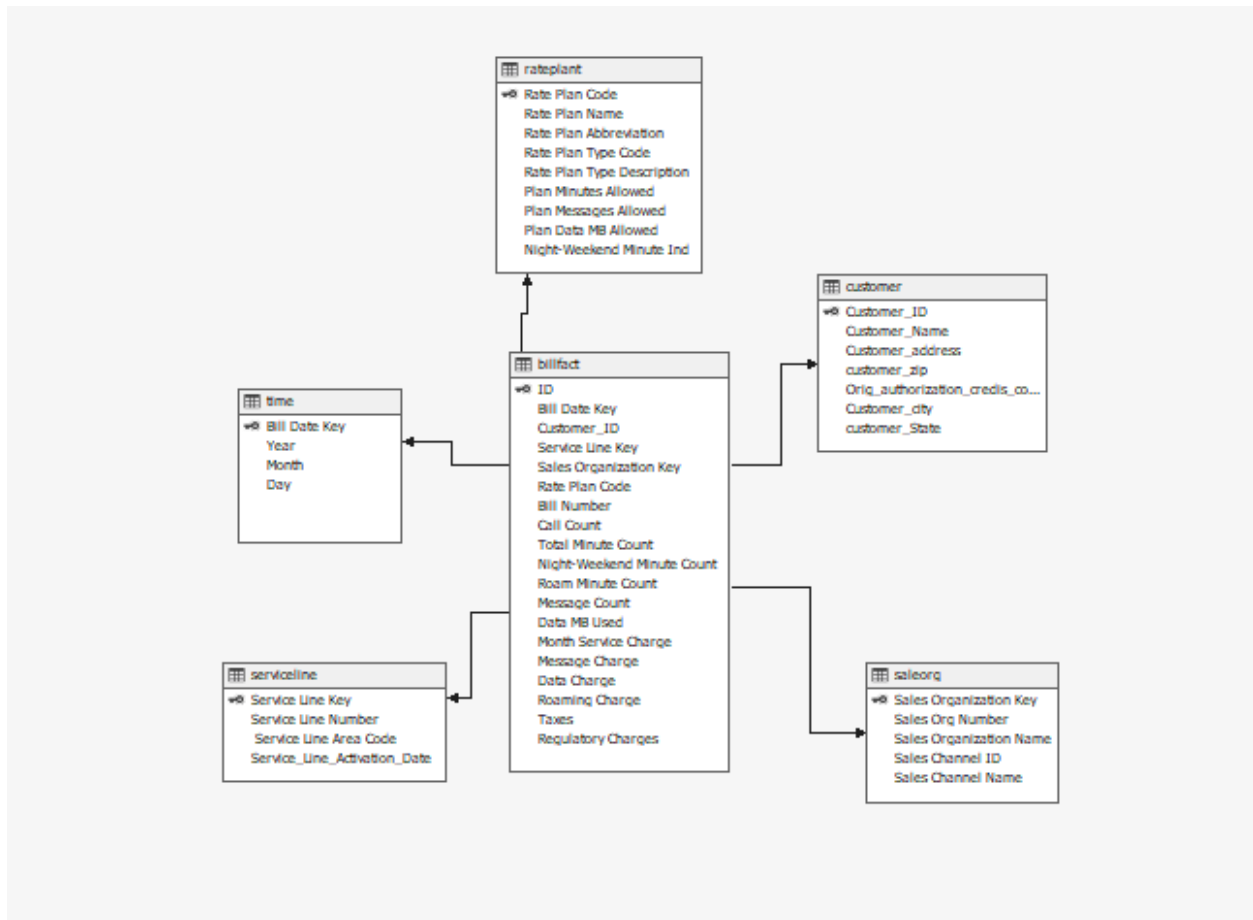 rateplant
Rate Plan Code
Rate Plan Name
Rate Plan Abbreviation
Rate Plan Type Code
Rate Plan Type Description
Plan Minutes Allowed
Plan Messages Allowed
Plan Data MB Allowed
Night-Weekend Minute Ind
customer
Customer_ID
Customer_Name
Customer_address
customer_zip
Orig_authorization_credis_co...
Customer_city
customer_State
billfact
ID
Bill Date Key
Customer_ID
Service Line Key
Sales Organization Key
Rate Plan Code
Bill Number
Call Count
Total Minute Count
Night-Weekend Minute Count
Roam Minute Count
Message Count
Data MB Used
Month Service Charge
Message Charge
Data Charge
Roaming Charge
Taxes
Regulatory Charges
time
Bill Date Key
Year
Month
Day
serviceline
Service Line Key
Service Line Number
Service Line Area Code
Service_Line_Activation_Date
saleorg
Sales Organization Key
Sales Org Number
Sales Organization Name
Sales Channel ID
Sales Channel Name